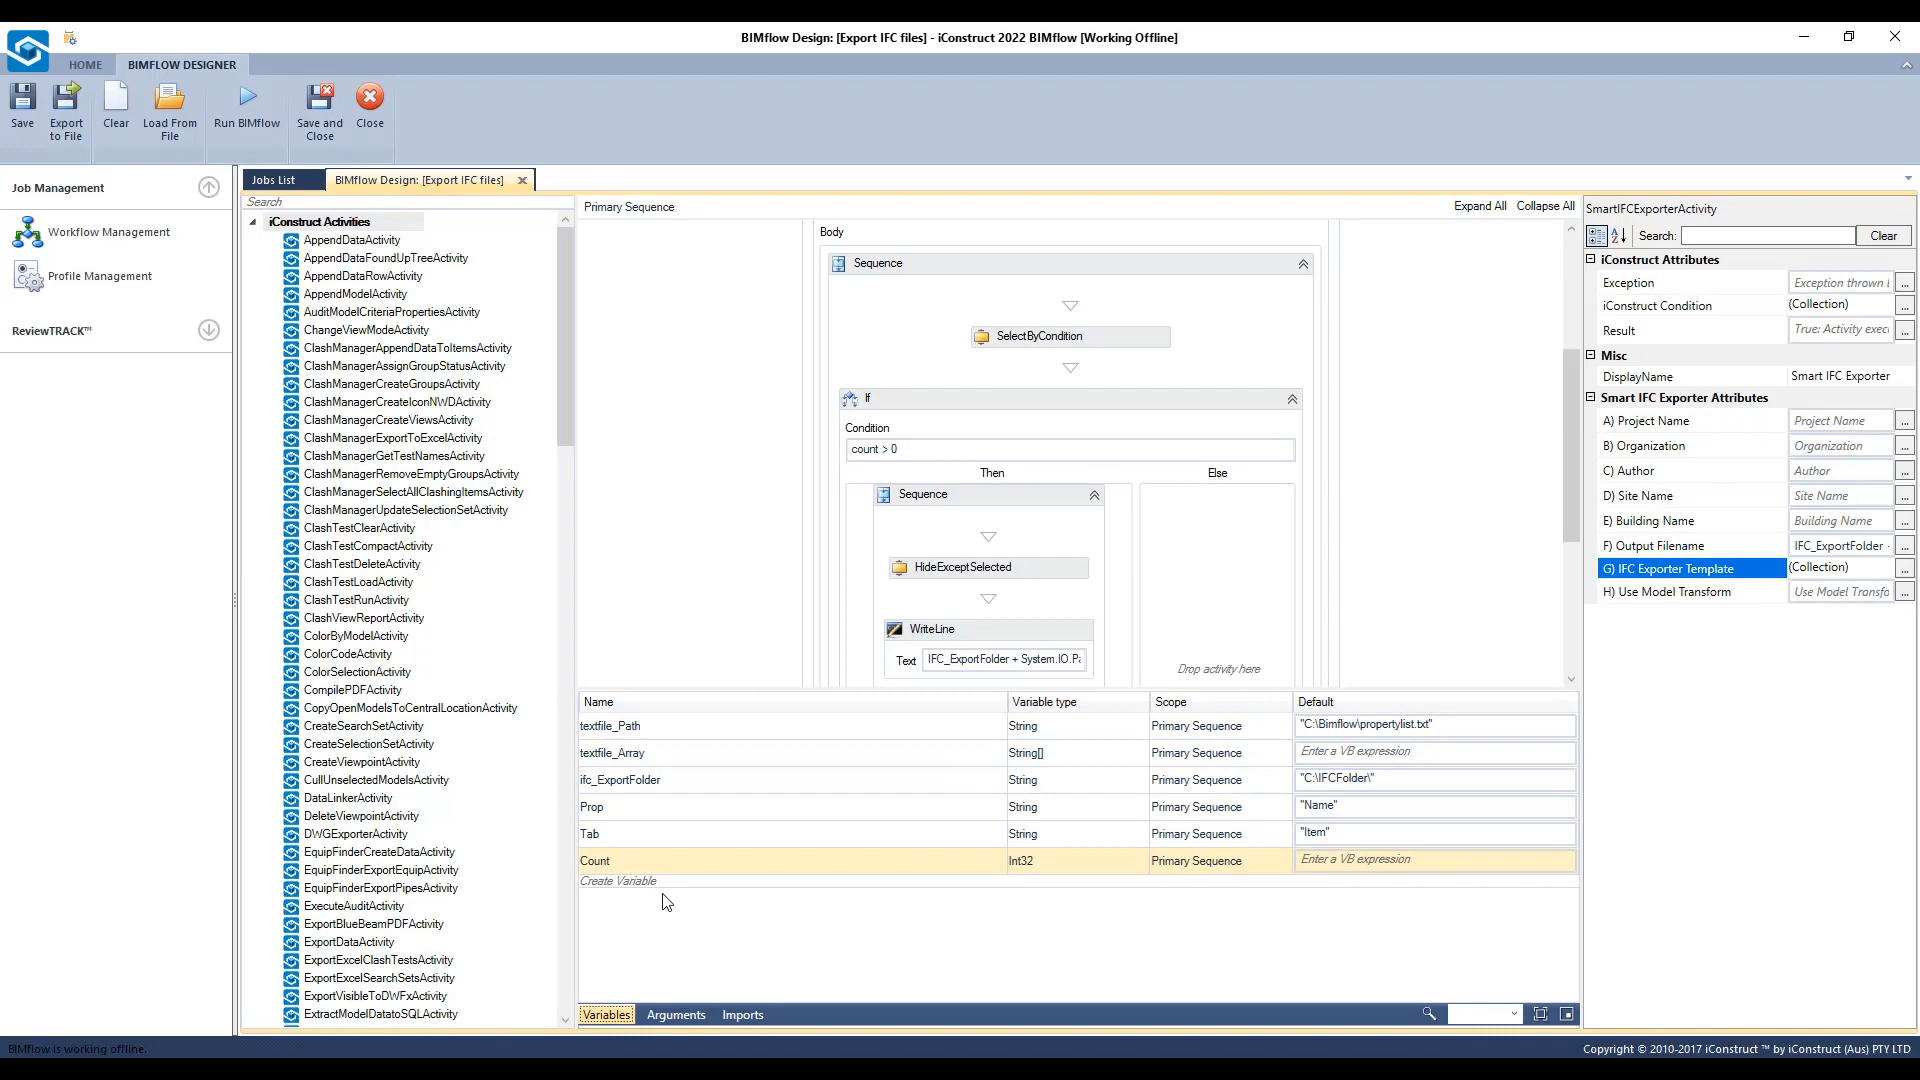 BIMflow Design: [Export IFC files] - iConstruct 2022 BIMflow [Working Offline]
HOME
BIMFLOW DESIGNER
Save
Export to File
Clear
Load From File
Run BIMflow
Save and Close
Close
Job Management
Workflow Management
Profile Management
ReviewTRACK™
Jobs List
BIMflow Design: [Export IFC files]
Search
iConstruct Activities
AppendDataActivity
AppendDataFoundUpTreeActivity
AppendDataRowActivity
AppendModelActivity
AuditModelCriteriaPropertiesActivity
ChangeViewModeActivity
ClashManagerAppendDataToItemsActivity
ClashManagerAssignGroupStatusActivity
ClashManagerCreateGroupsActivity
ClashManagerCreateIconNWDActivity
ClashManagerCreateViewsActivity
ClashManagerExportToExcelActivity
ClashManagerGetTestNamesActivity
ClashManagerRemoveEmptyGroupsActivity
ClashManagerSelectAllClashingItemsActivity
ClashManagerUpdateSelectionSetActivity
ClashTestClearActivity
ClashTestCompactActivity
ClashTestDeleteActivity
ClashTestLoadActivity
ClashTestRunActivity
ClashViewReportActivity
ColorByModelActivity
ColorCodeActivity
ColorSelectionActivity
CompilePDFActivity
CopyOpenModelsToCentralLocationActivity
CreateSearchSetActivity
CreateSelectionSetActivity
CreateViewpointActivity
CullUnselectedModelsActivity
DataLinkerActivity
DeleteViewpointActivity
DWGExporterActivity
EquipFinderCreateDataActivity
EquipFinderExportEquipActivity
EquipFinderExportPipesActivity
ExecuteAuditActivity
ExportBlueBeamPDFActivity
ExportDataActivity
ExportExcelClashTestsActivity
ExportExcelSearchSetsActivity
ExportVisibleToDWFxActivity
ExtractModelDatatoSQLActivity
Primary Sequence
Expand All
Collapse All
Body
Sequence
SelectByCondition
If
Condition
count > 0
Then
Else
Sequence
HideExceptSelected
WriteLine
Text
IFC_ExportFolder + System.IO.Pa
Drop activity here
Name Variable type Scope Default
textfile_Path String Primary Sequence "C:\Bimflow\propertylist.txt"
textfile_Array String[] Primary Sequence Enter a VB expression
ifc_ExportFolder String Primary Sequence "C:\IFCFolder\"
Prop String Primary Sequence "Name"
Tab String Primary Sequence "Item"
Count Int32 Primary Sequence Enter a VB expression
Create Variable
Variables
Arguments
Imports
SmartIFCExporterActivity
Search:
Clear
iConstruct Attributes
Exception Exception thrown ...
iConstruct Condition (Collection) ...
Result True: Activity exec ...
Misc
DisplayName Smart IFC Exporter
Smart IFC Exporter Attributes
A) Project Name Project Name ...
B) Organization Organization ...
C) Author Author ...
D) Site Name Site Name ...
E) Building Name Building Name ...
F) Output Filename IFC_ExportFolder ...
G) IFC Exporter Template (Collection) ...
H) Use Model Transform Use Model Transfo ...
BIMflow is working offline.
Copyright © 2010-2017 iConstruct ™ by iConstruct (Aus) PTY LTD